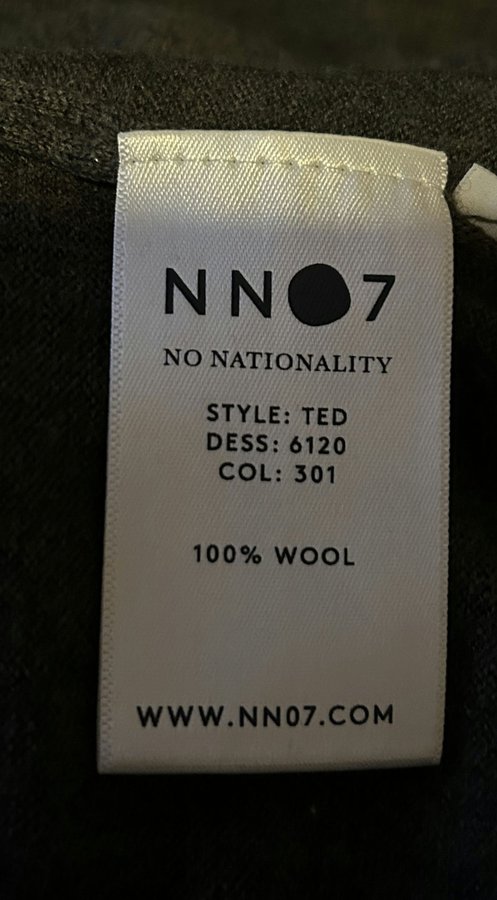 NN07
NO NATIONALITY
STYLE: TED
DESS: 6120
COL: 301
100% WOOL
WWW.NN07.COM